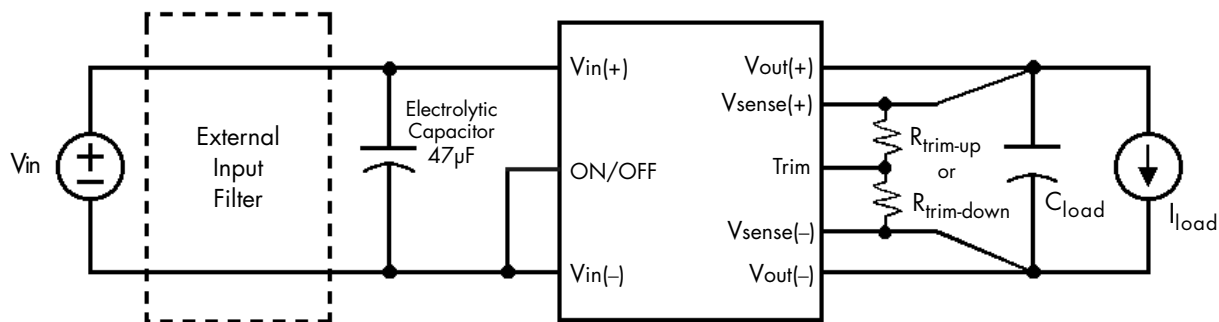 Vin
External
Input
Filter
Electrolytic
Capacitor
47µF
Vin(+)
ON/OFF
Vin(–)
Vout(+)
Vsense(+)
Trim
Vsense(–)
Vout(–)
Rtrim-up
or
Rtrim-down
Cload
Iload